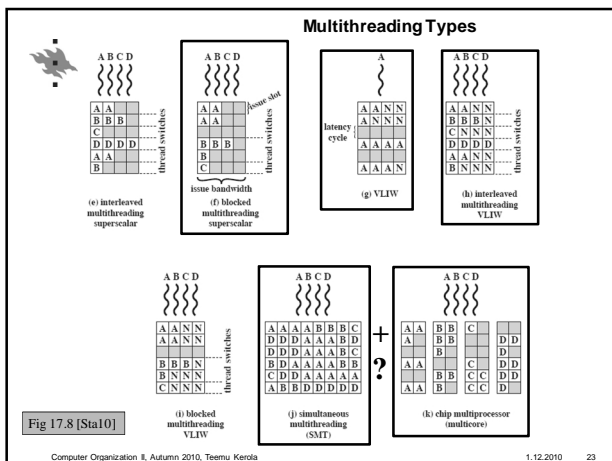 Multithreading Types
A B C D
A A
B B B
C
D D D D
A A
B
thread switches
(e) interleaved
multithreading
superscalar
A B C D
issue slot
A A
A A
B B B
B
C
issue bandwidth
(f) blocked
multithreading
superscalar
A
latency
cycle
A A N N
A N N N
A A A A
A A A N
(g) VLIW
A B C D
A A N N
B B N N
C N N N
D D D D
A A N N
B N N N
thread switches
(h) interleaved
multithreading
VLIW
A B C D
A A N N
A A N N
B B B N
B N N N
C N N N
thread switches
(i) blocked
multithreading
VLIW
A B C D
A A A A B B B C
D D D D A A B D
D D D A A A B C
B B D D A A A A
C D D A A A A A
A B B D D D D D
(j) simultaneous
multithreading
(SMT)
+
?
A B C D
A A B B C
A B B D D
B D
A A C
D D
B B C C D D
A A B B C C
(k) chip multiprocessor
(multicore)
Fig 17.8 [Sta10]
Computer Organization II, Autumn 2010, Teemu Kerola
1.12.2010
23